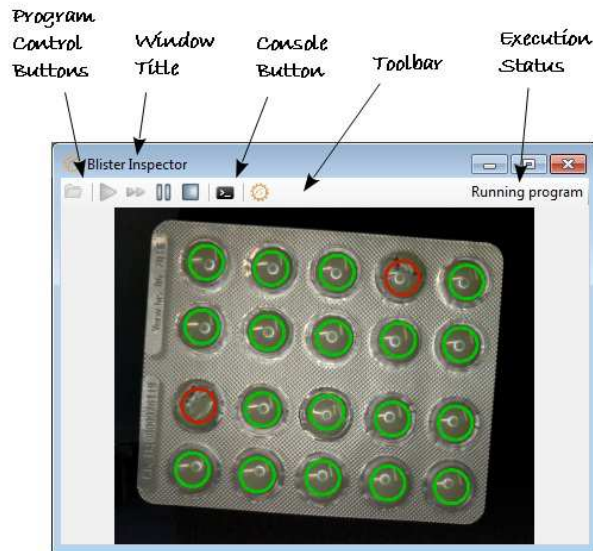 Program
Control
Buttons
Window
Title
Console
Button
Toolbar
Execution
Status
Blister Inspector
Running program